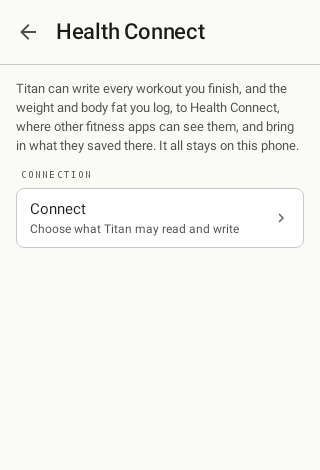 Health Connect
Titan can write every workout you finish, and the
weight and body fat you log, to Health Connect,
where other fitness apps can see them, and bring
in what they saved there. It all stays on this phone.
CONNECTION
Connect
Choose what Titan may read and write